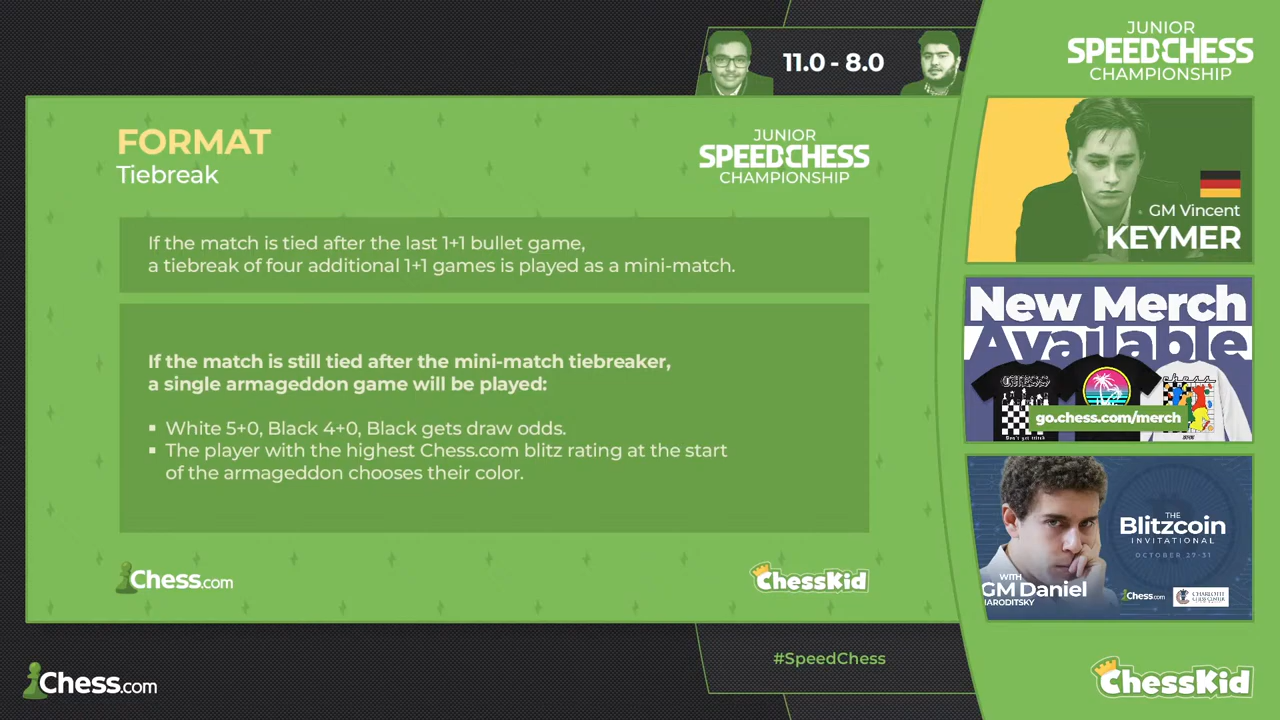 11.0 - 8.0
JUNIOR
SPEEDCHESS
CHAMPIONSHIP
FORMAT
Tiebreak
JUNIOR
SPEEDCHESS
CHAMPIONSHIP
If the match is tied after the last 1+1 bullet game,
a tiebreak of four additional 1+1 games is played as a mini-match.
If the match is still tied after the mini-match tiebreaker,
a single armageddon game will be played:
▪ White 5+0, Black 4+0, Black gets draw odds.
▪ The player with the highest Chess.com blitz rating at the start
of the armageddon chooses their color.
Chess.com
ChessKid
GM Vincent
KEYMER
New Merch
Available
chess
go.chess.com/merch
THE
Blitzcoin
INVITATIONAL
OCTOBER 29-31
WITH
GM Daniel
NARODITSKY
Chess.com
CHARLOTTE
CHESS CENTER
#SpeedChess
Chess.com
ChessKid